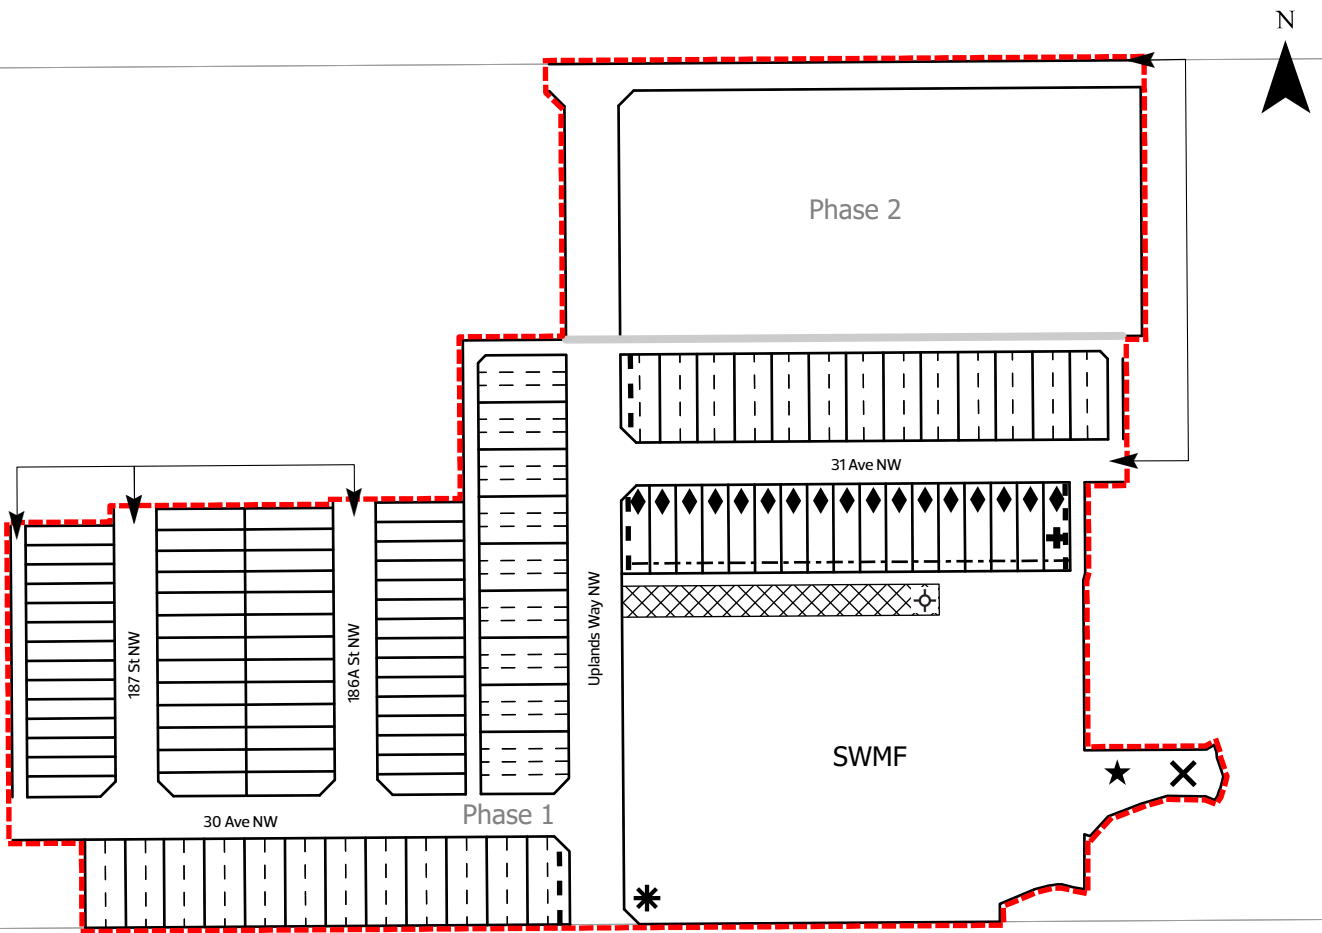 N
Phase 2
31 Ave NW
Uplands Way NW
187 St NW
186A St NW
SWMF
Phase 1
30 Ave NW